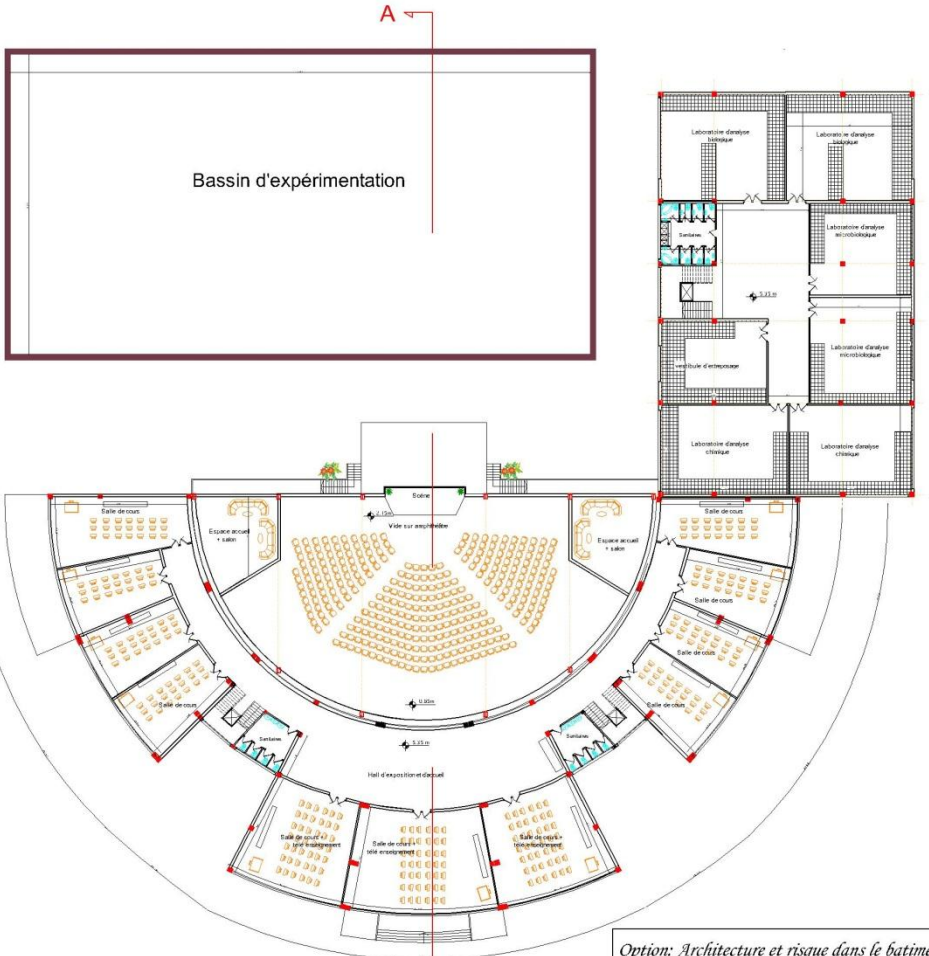 A
Bassin d'expérimentation
Laboratoire d'analyse
biologique
Laboratoire d'analyse
biologique
Sanitaires
Laboratoire d'analyse
microbiologique
5.25 m
Laboratoire d'analyse
microbiologique
vestibule d'entreposage
Laboratoire d'analyse
chimique
Laboratoire d'analyse
chimique
Scène
Salle de cours
Espace accueil
+ salon
Vide sur amphithéâtre
Espace accueil
+ salon
Salle de cours
Salle de cours
Salle de cours
Salle de cours
Salle de cours
0.85m
Sanitaires
5.25 m
Sanitaires
Hall d'exposition et d'accueil
Salle de cours +
télé enseignement
Salle de cours +
télé enseignement
Salle de cours +
télé enseignement
Option: Architecture et risque dans le batime